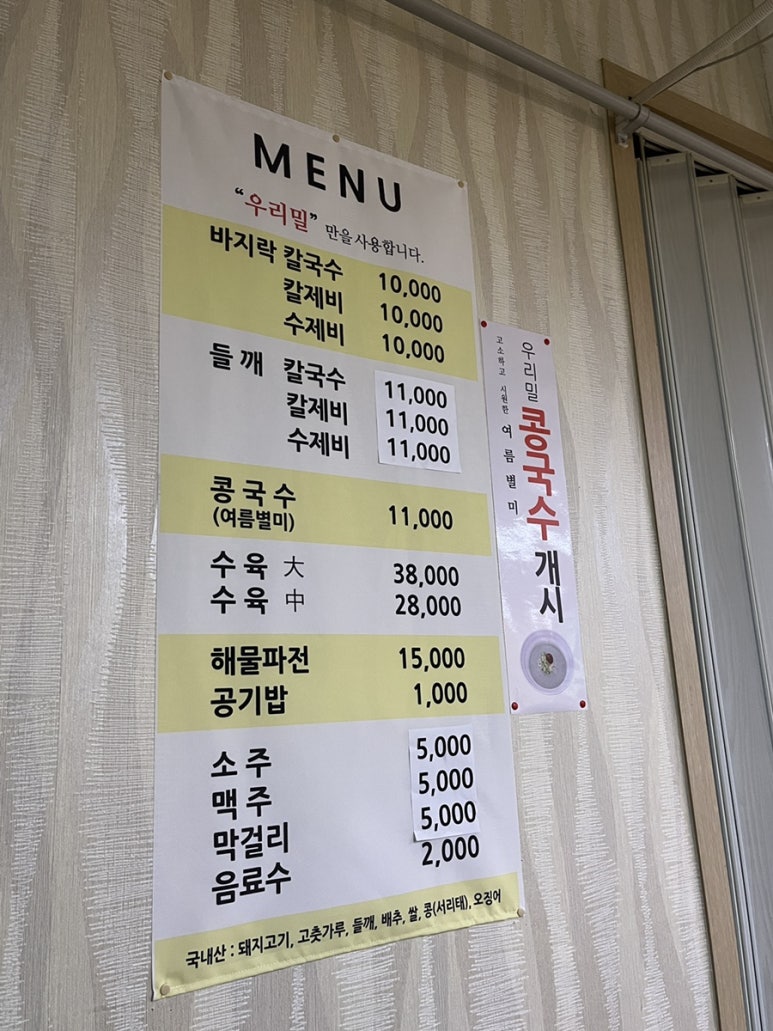 MENU
"우리밀" 만을사용합니다.
바지락 칼국수 10,000
칼제비 10,000
수제비 10,000
들깨 칼국수 11,000
칼제비 11,000
수제비 11,000
콩국수 11,000
(여름별미)
수육 大 38,000
수육 中 28,000
해물파전 15,000
공기밥 1,000
소주 5,000
맥주 5,000
막걸리 5,000
음료수 2,000
국내산 : 돼지고기, 고춧가루, 들깨, 배추, 쌀, 콩(서리태), 오징어
우리밀 콩국수 개시
고소하고 시원한 여름별미